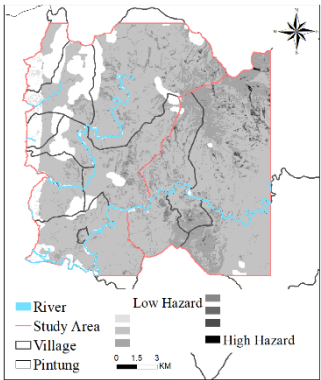 River
Study Area
Village
Pintung
Low Hazard
High Hazard
0 1.5 3
KM